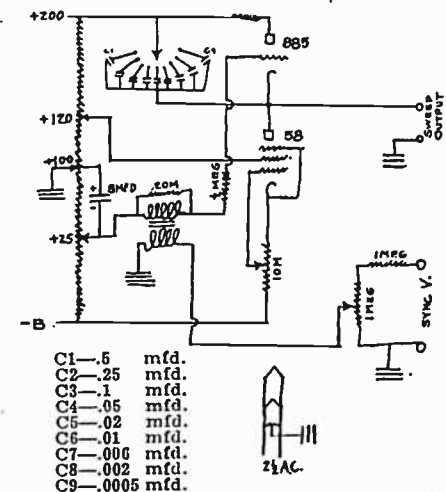 +200
C1
C9
885
58
SWEEP
OUTPUT
+120
+100
+
8MFD
-
20M
½MEG
+25
10M
1MEG
1MEG
SYNC V.
-B
2½AC.
C1—.5 mfd.
C2—.25 mfd.
C3—.1 mfd.
C4—.05 mfd.
C5—.02 mfd.
C6—.01 mfd.
C7—.006 mfd.
C8—.002 mfd.
C9—.0005 mfd.